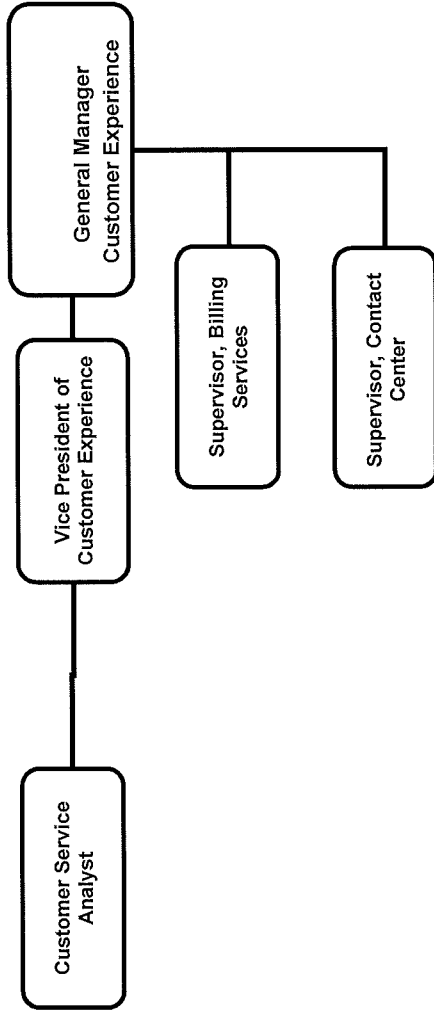 Customer Service
Analyst
Vice President of
Customer Experience
General Manager
Customer Experience
Supervisor, Billing
Services
Supervisor, Contact
Center